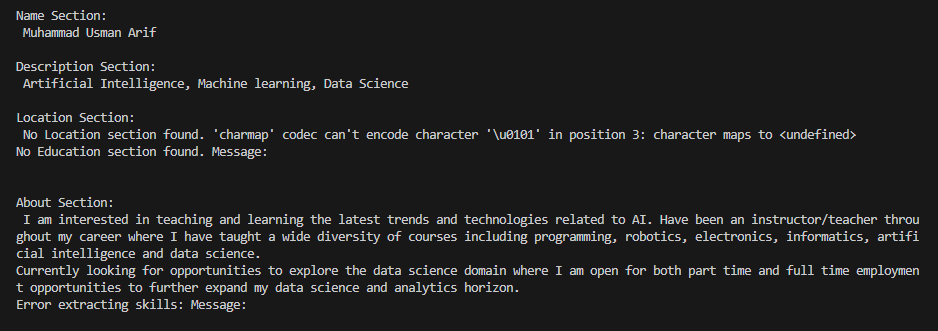 Name Section:
Muhammad Usman Arif
Description Section:
Artificial Intelligence, Machine learning, Data Science
Location Section:
No Location section found. 'charmap' codec can't encode character '\u0101' in position 3: character maps to <undefined>
No Education section found. Message:
About Section:
I am interested in teaching and learning the latest trends and technologies related to AI. Have been an instructor/teacher throu
ghout my career where I have taught a wide diversity of courses including programming, robotics, electronics, informatics, artifi
cial intelligence and data science.
Currently looking for opportunities to explore the data science domain where I am open for both part time and full time employmen
t opportunities to further expand my data science and analytics horizon.
Error extracting skills: Message: